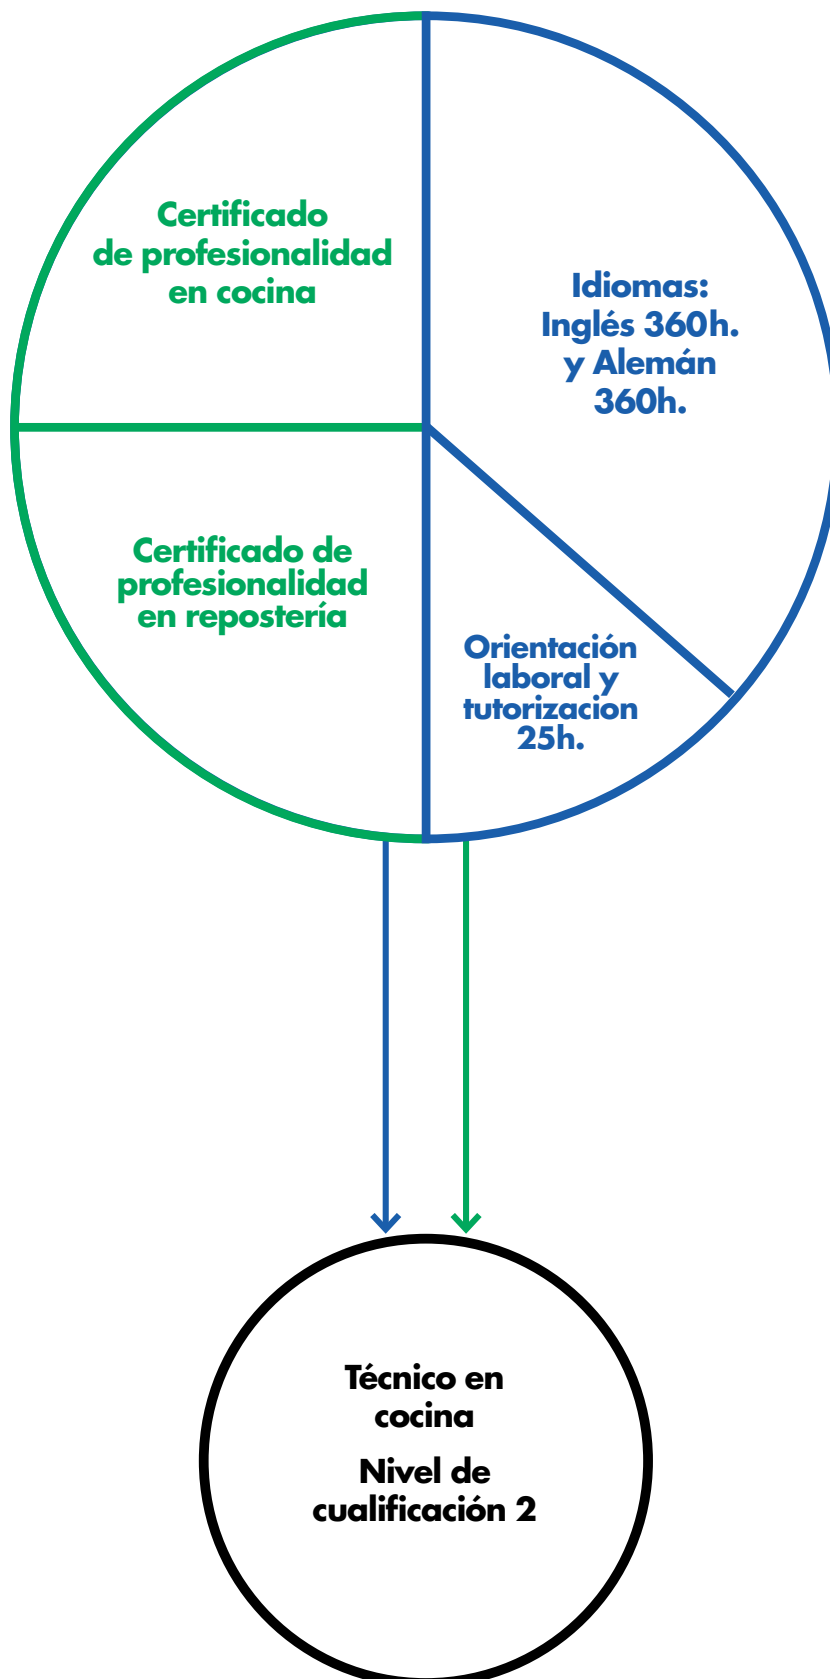 Certificado
de profesionalidad
en cocina
Idiomas:
Inglés 360h.
y Alemán
360h.
Certificado de
profesionalidad
en repostería
Orientación
laboral y
tutorizacion
25h.
Técnico en
cocina
Nivel de
cualificación 2